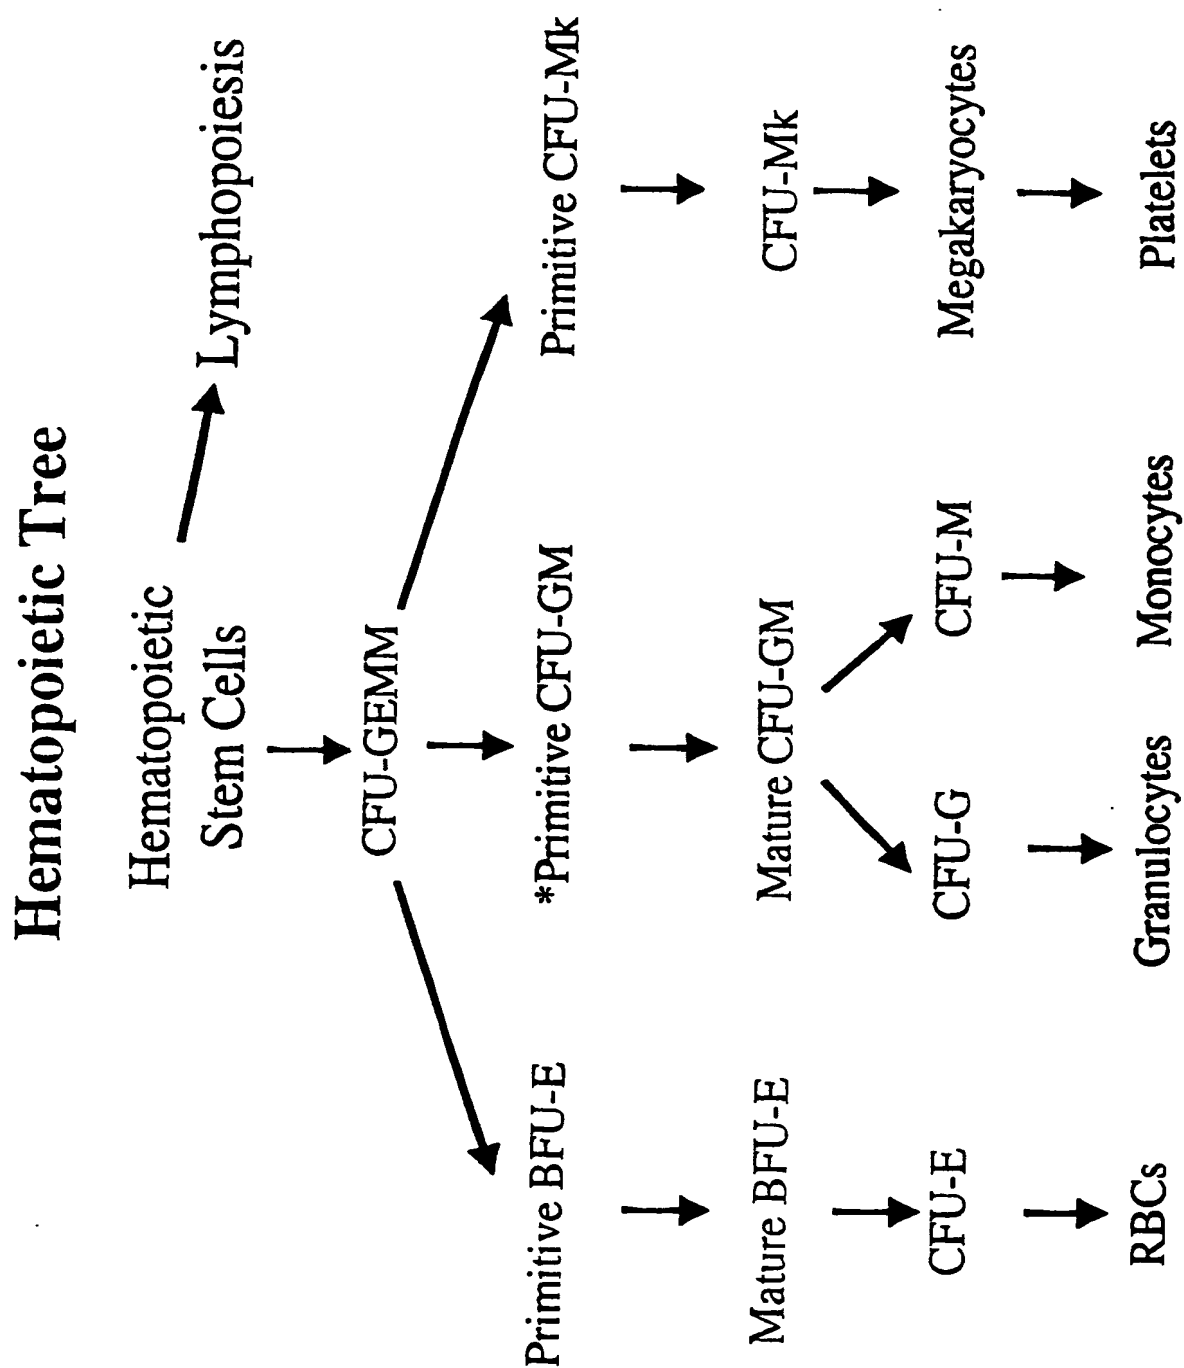 Hematopoietic Tree
Hematopoietic
Stem Cells
Lymphopoiesis
CFU-GEMM
Primitive BFU-E
*Primitive CFU-GM
Primitive CFU-Mk
Mature BFU-E
Mature CFU-GM
CFU-Mk
CFU-E
CFU-G
CFU-M
Megakaryocytes
RBCs
Granulocytes
Monocytes
Platelets